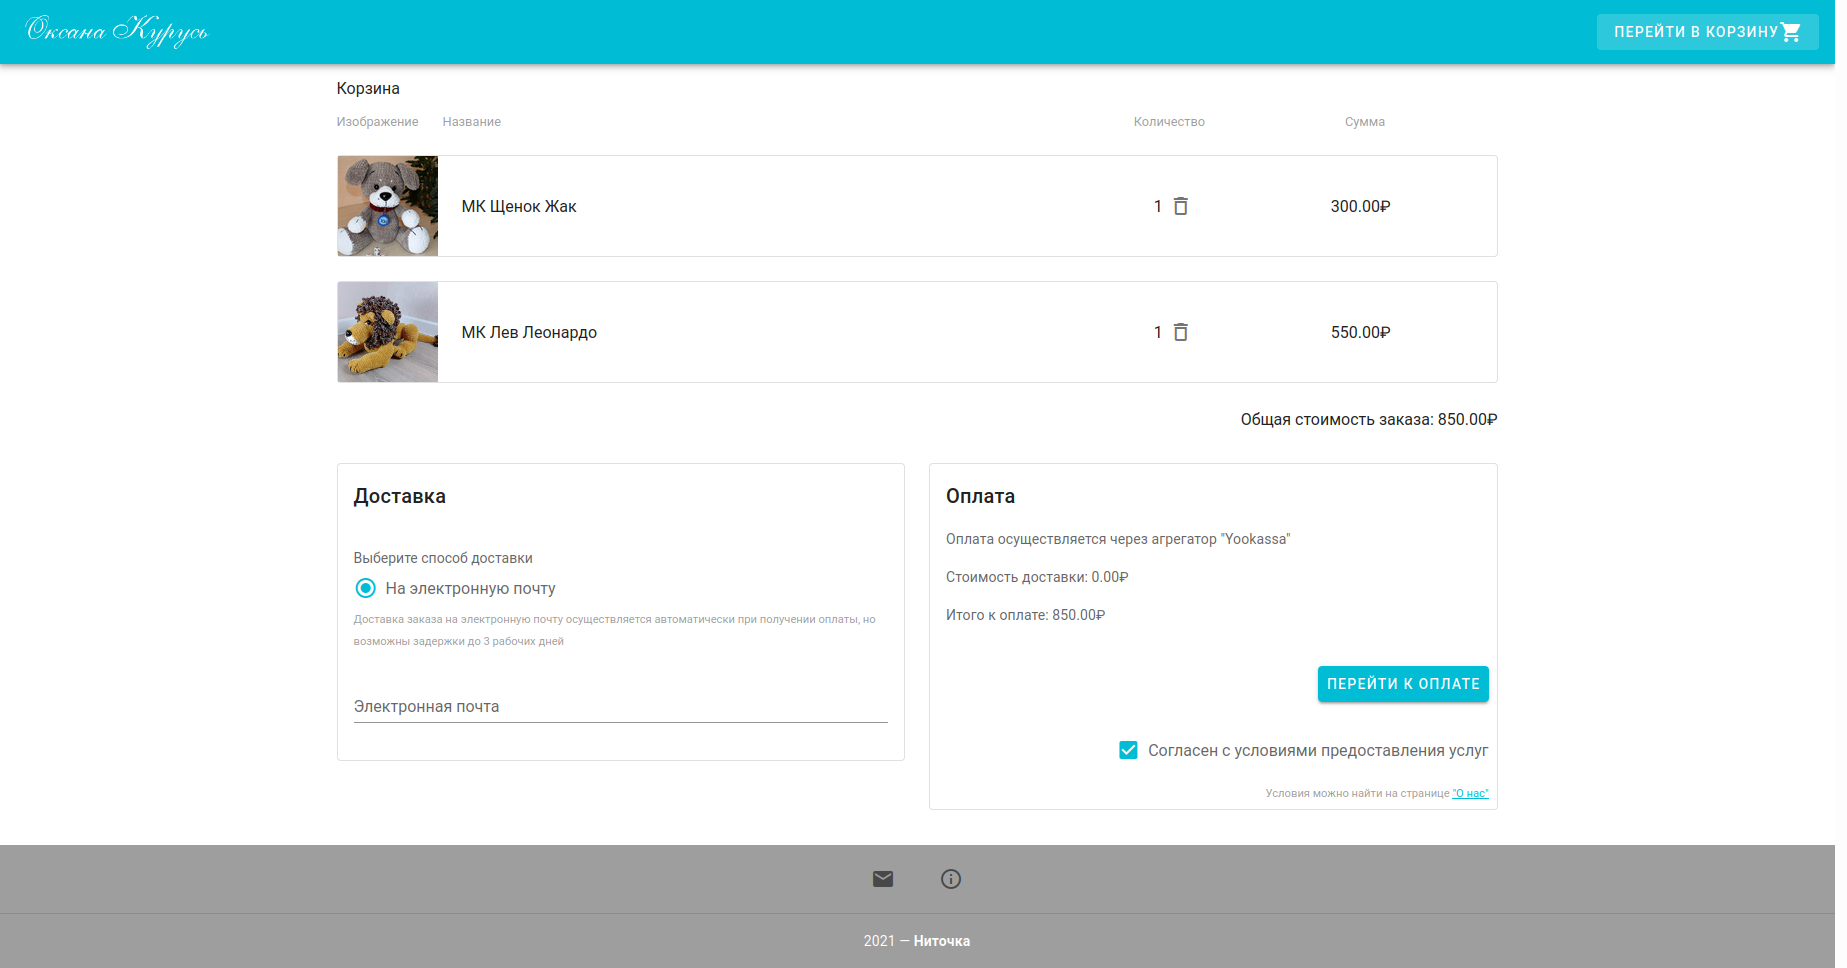 Оксана Курусь
ПЕРЕЙТИ В КОРЗИНУ
Корзина
Изображение Название Количество Сумма
МК Щенок Жак 1 300.00₽
МК Лев Леонардо 1 550.00₽
Общая стоимость заказа: 850.00₽
Доставка
Выберите способ доставки
На электронную почту
Доставка заказа на электронную почту осуществляется автоматически при получении оплаты, но
возможны задержки до 3 рабочих дней
Электронная почта
Оплата
Оплата осуществляется через агрегатор "Yookassa"
Стоимость доставки: 0.00₽
Итого к оплате: 850.00₽
ПЕРЕЙТИ К ОПЛАТЕ
Согласен с условиями предоставления услуг
Условия можно найти на странице "О нас"
2021 — Ниточка